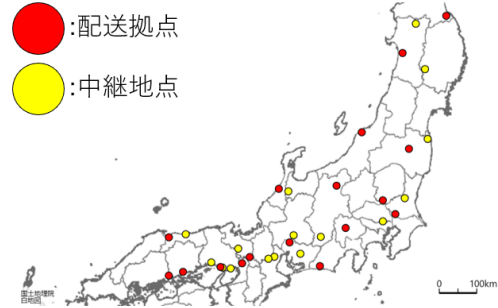 :配送拠点
:中継地点
国土地理院
白地図
0 100km